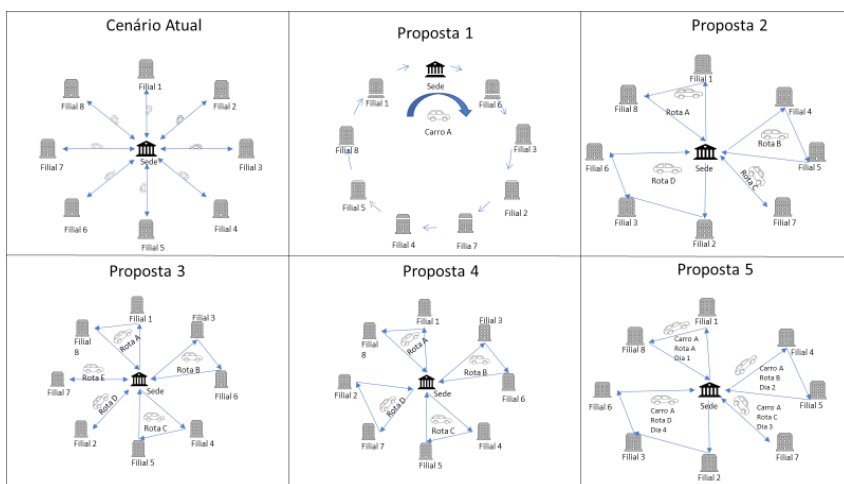 Cenário Atual
Filial 1
Filial 8
Filial 2
Filial 7
Sede
Filial 3
Filial 6
Filial 4
Filial 5
Proposta 1
Sede
Filial 1
Filial 6
Carro A
Filial 8
Filial 3
Filial 5
Filial 2
Filial 4
Filia 7
Proposta 2
Filial 1
Filial 8
Rota A
Filial 4
Rota B
Filial 6
Sede
Filial 5
Rota D
Rota C
Filial 3
Filial 7
Filial 2
Proposta 3
Filial 1
Filial 3
Filial
8
Rota A
Rota E
Rota B
Filial 7
Sede
Filial 6
Rota D
Filial 2
Rota C
Filial 4
Filial 5
Proposta 4
Filial 1
Filial 3
Filial
8
Rota A
Rota B
Filial 2
Sede
Filial 6
Rota D
Rota C
Filial 7
Filial 4
Filial 5
Proposta 5
Filial 1
Carro A
Rota A
Dia 1
Filial 8
Filial 4
Carro A
Rota B
Dia 2
Filial 6
Sede
Filial 5
Carro A
Rota D
Dia 4
Carro A
Rota C
Dia 3
Filial 3
Filial 7
Filial 2